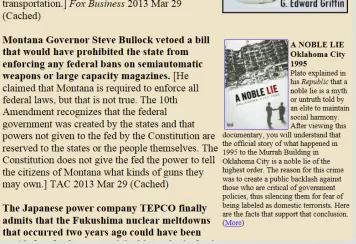 transportation.] Fox Business 2013 Mar 29
(Cached)
Montana Governor Steve Bullock vetoed a bill
that would have prohibited the state from
enforcing any federal bans on semiautomatic
weapons or large capacity magazines. [He
claimed that Montana is required to enforce all
federal laws, but that is not true. The 10th
Amendment recognizes that the federal
government was created by the states and that
powers not given to the fed by the Constitution are
reserved to the states or the people themselves. The
Constitution does not give the fed the power to tell
the citizens of Montana what kinds of guns they
may own.] TAC 2013 Mar 29 (Cached)
The Japanese power company TEPCO finally
admits that the Fukushima nuclear meltdowns
that occurred two years ago could have been
G. Edward Griffin
A NOBLE LIE
A NOBLE LIE
Oklahoma City
1995
Plato explained in
his Republic that a
noble lie is a myth
or untruth told by
an elite to maintain
social harmony.
After viewing this
documentary, you will understand that
the official story of what happened in
1995 to the Murrah Building in
Oklahoma City is a noble lie of the
highest order. The reason for this crime
was to create a public backlash against
those who are critical of government
policies, thus silencing them for fear of
being labeled as domestic terrorists. Here
are the facts that support that conclusion.
(More)